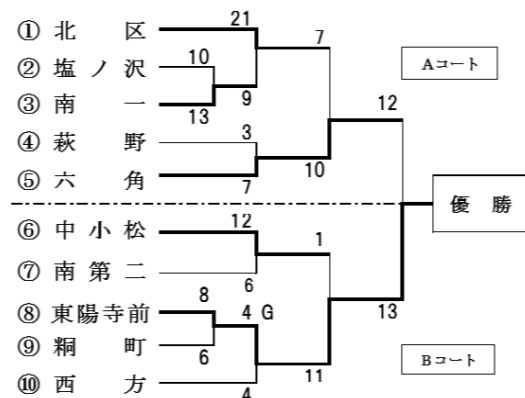 ① 北区 21
7
Aコート
② 塩ノ沢 10
9
③ 南一 13
12
④ 萩野 3
10
⑤ 六角 7
優勝
⑥ 中小松 12
1
⑦ 南第二 6
13
⑧ 東陽寺前 8
4 G
⑨ 粡町 6
11
Bコート
⑩ 西方 4